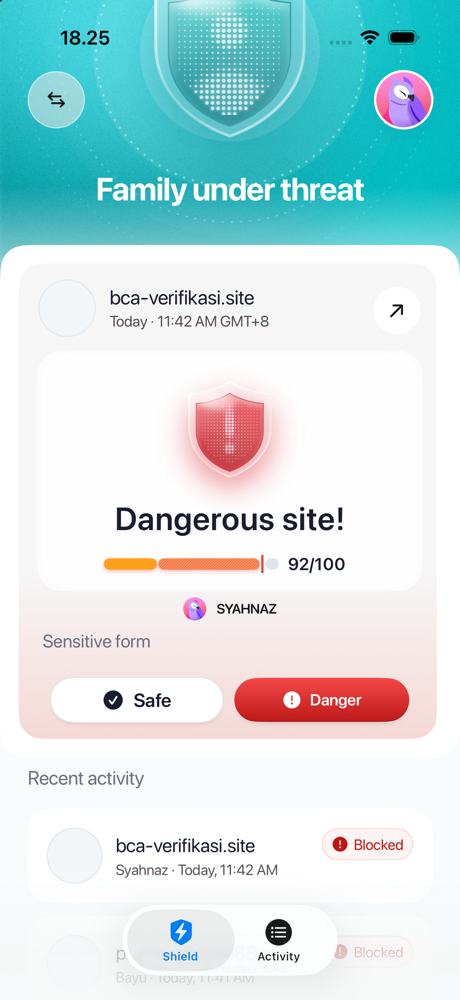 18.25
Family under threat
bca-verifikasi.site
Today · 11:42 AM GMT+8
Dangerous site!
92/100
SYAHNAZ
Sensitive form
Safe
Danger
Recent activity
bca-verifikasi.site
Blocked
Syahnaz · Today, 11:42 AM
Blocked
Bayu · Today, 11:41 AM
Shield
Activity